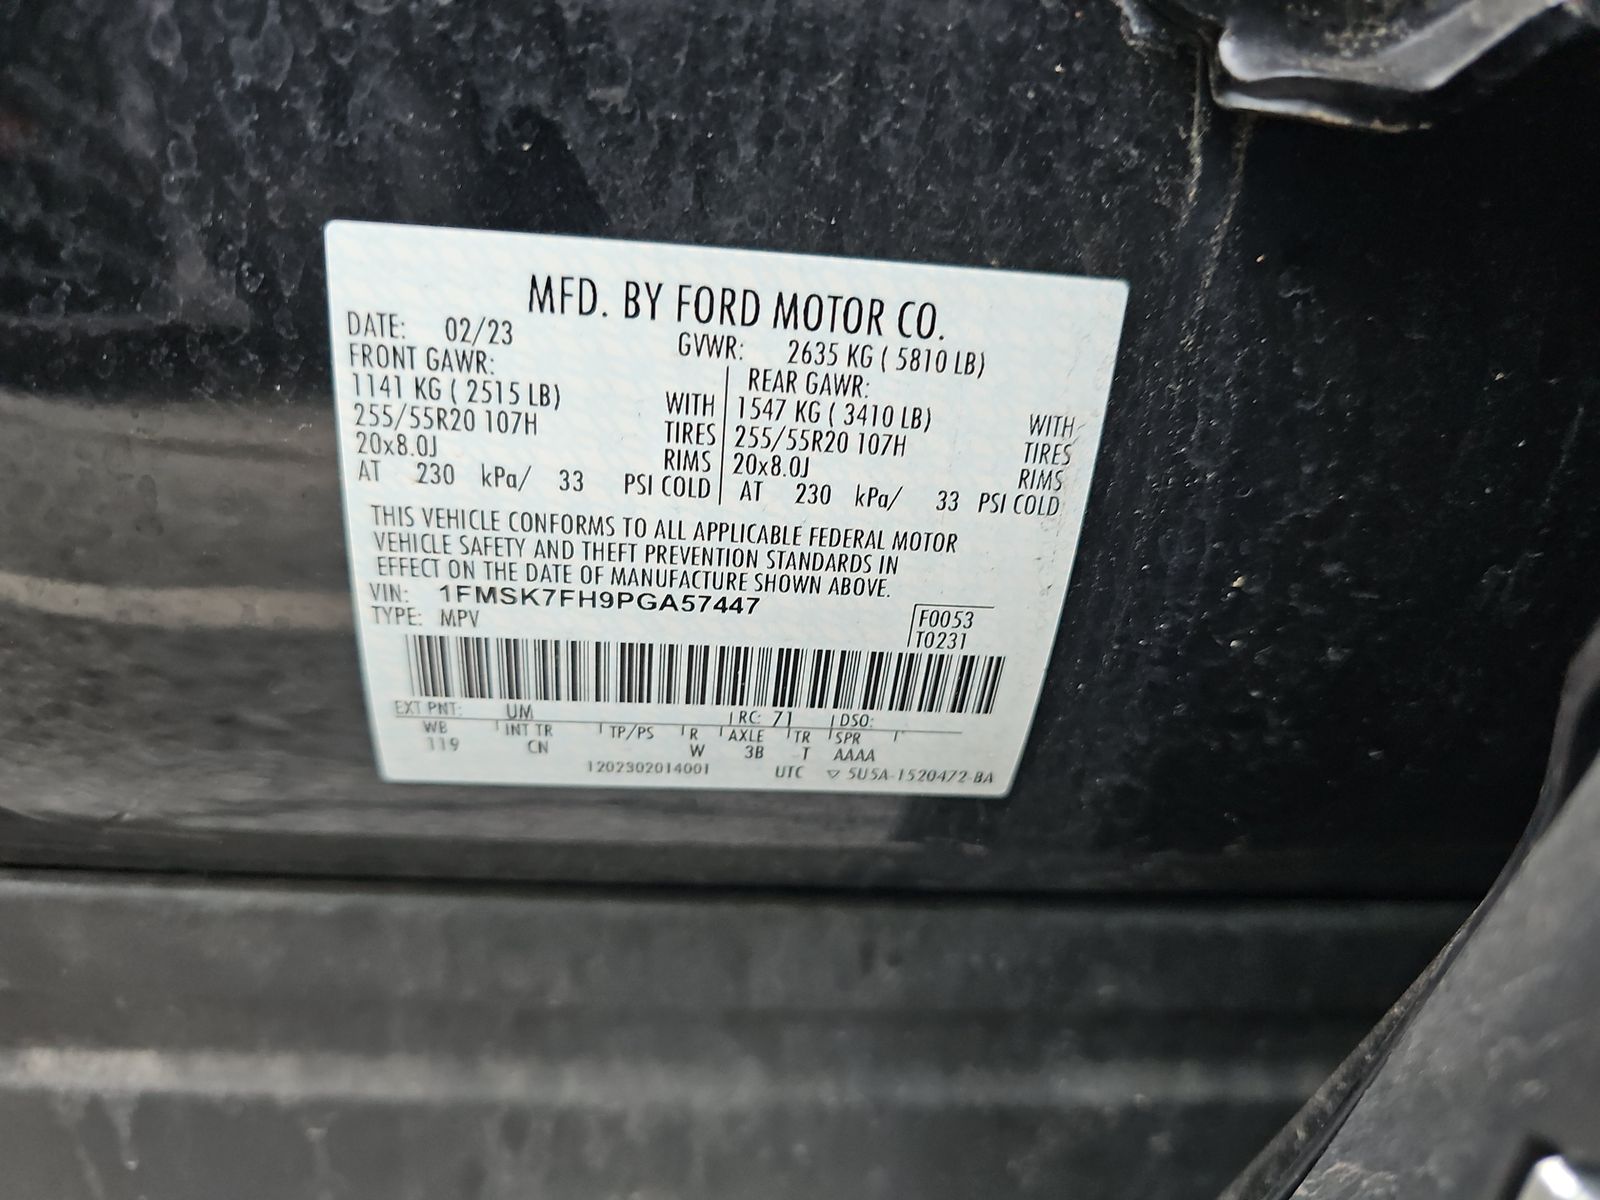 MFD. BY FORD MOTOR CO.
DATE: 02/23 GVWR: 2635 KG ( 5810 LB)
FRONT GAWR: REAR GAWR:
1141 KG ( 2515 LB) WITH 1547 KG ( 3410 LB) WITH
255/55R20 107H TIRES 255/55R20 107H TIRES
20x8.0J RIMS 20x8.0J RIMS
AT 230 kPa/ 33 PSI COLD AT 230 kPa/ 33 PSI COLD
THIS VEHICLE CONFORMS TO ALL APPLICABLE FEDERAL MOTOR
VEHICLE SAFETY AND THEFT PREVENTION STANDARDS IN
EFFECT ON THE DATE OF MANUFACTURE SHOWN ABOVE.
VIN: 1FMSK7FH9PGA57447
TYPE: MPV
F0053
T0231
EXT PNT: UM RC: 71 DSO:
WB INT TR TP/PS R AXLE TR SPR
119 CN W 3B T AAAA
1202302014001 UTC ▽ 5U5A-1520472-BA